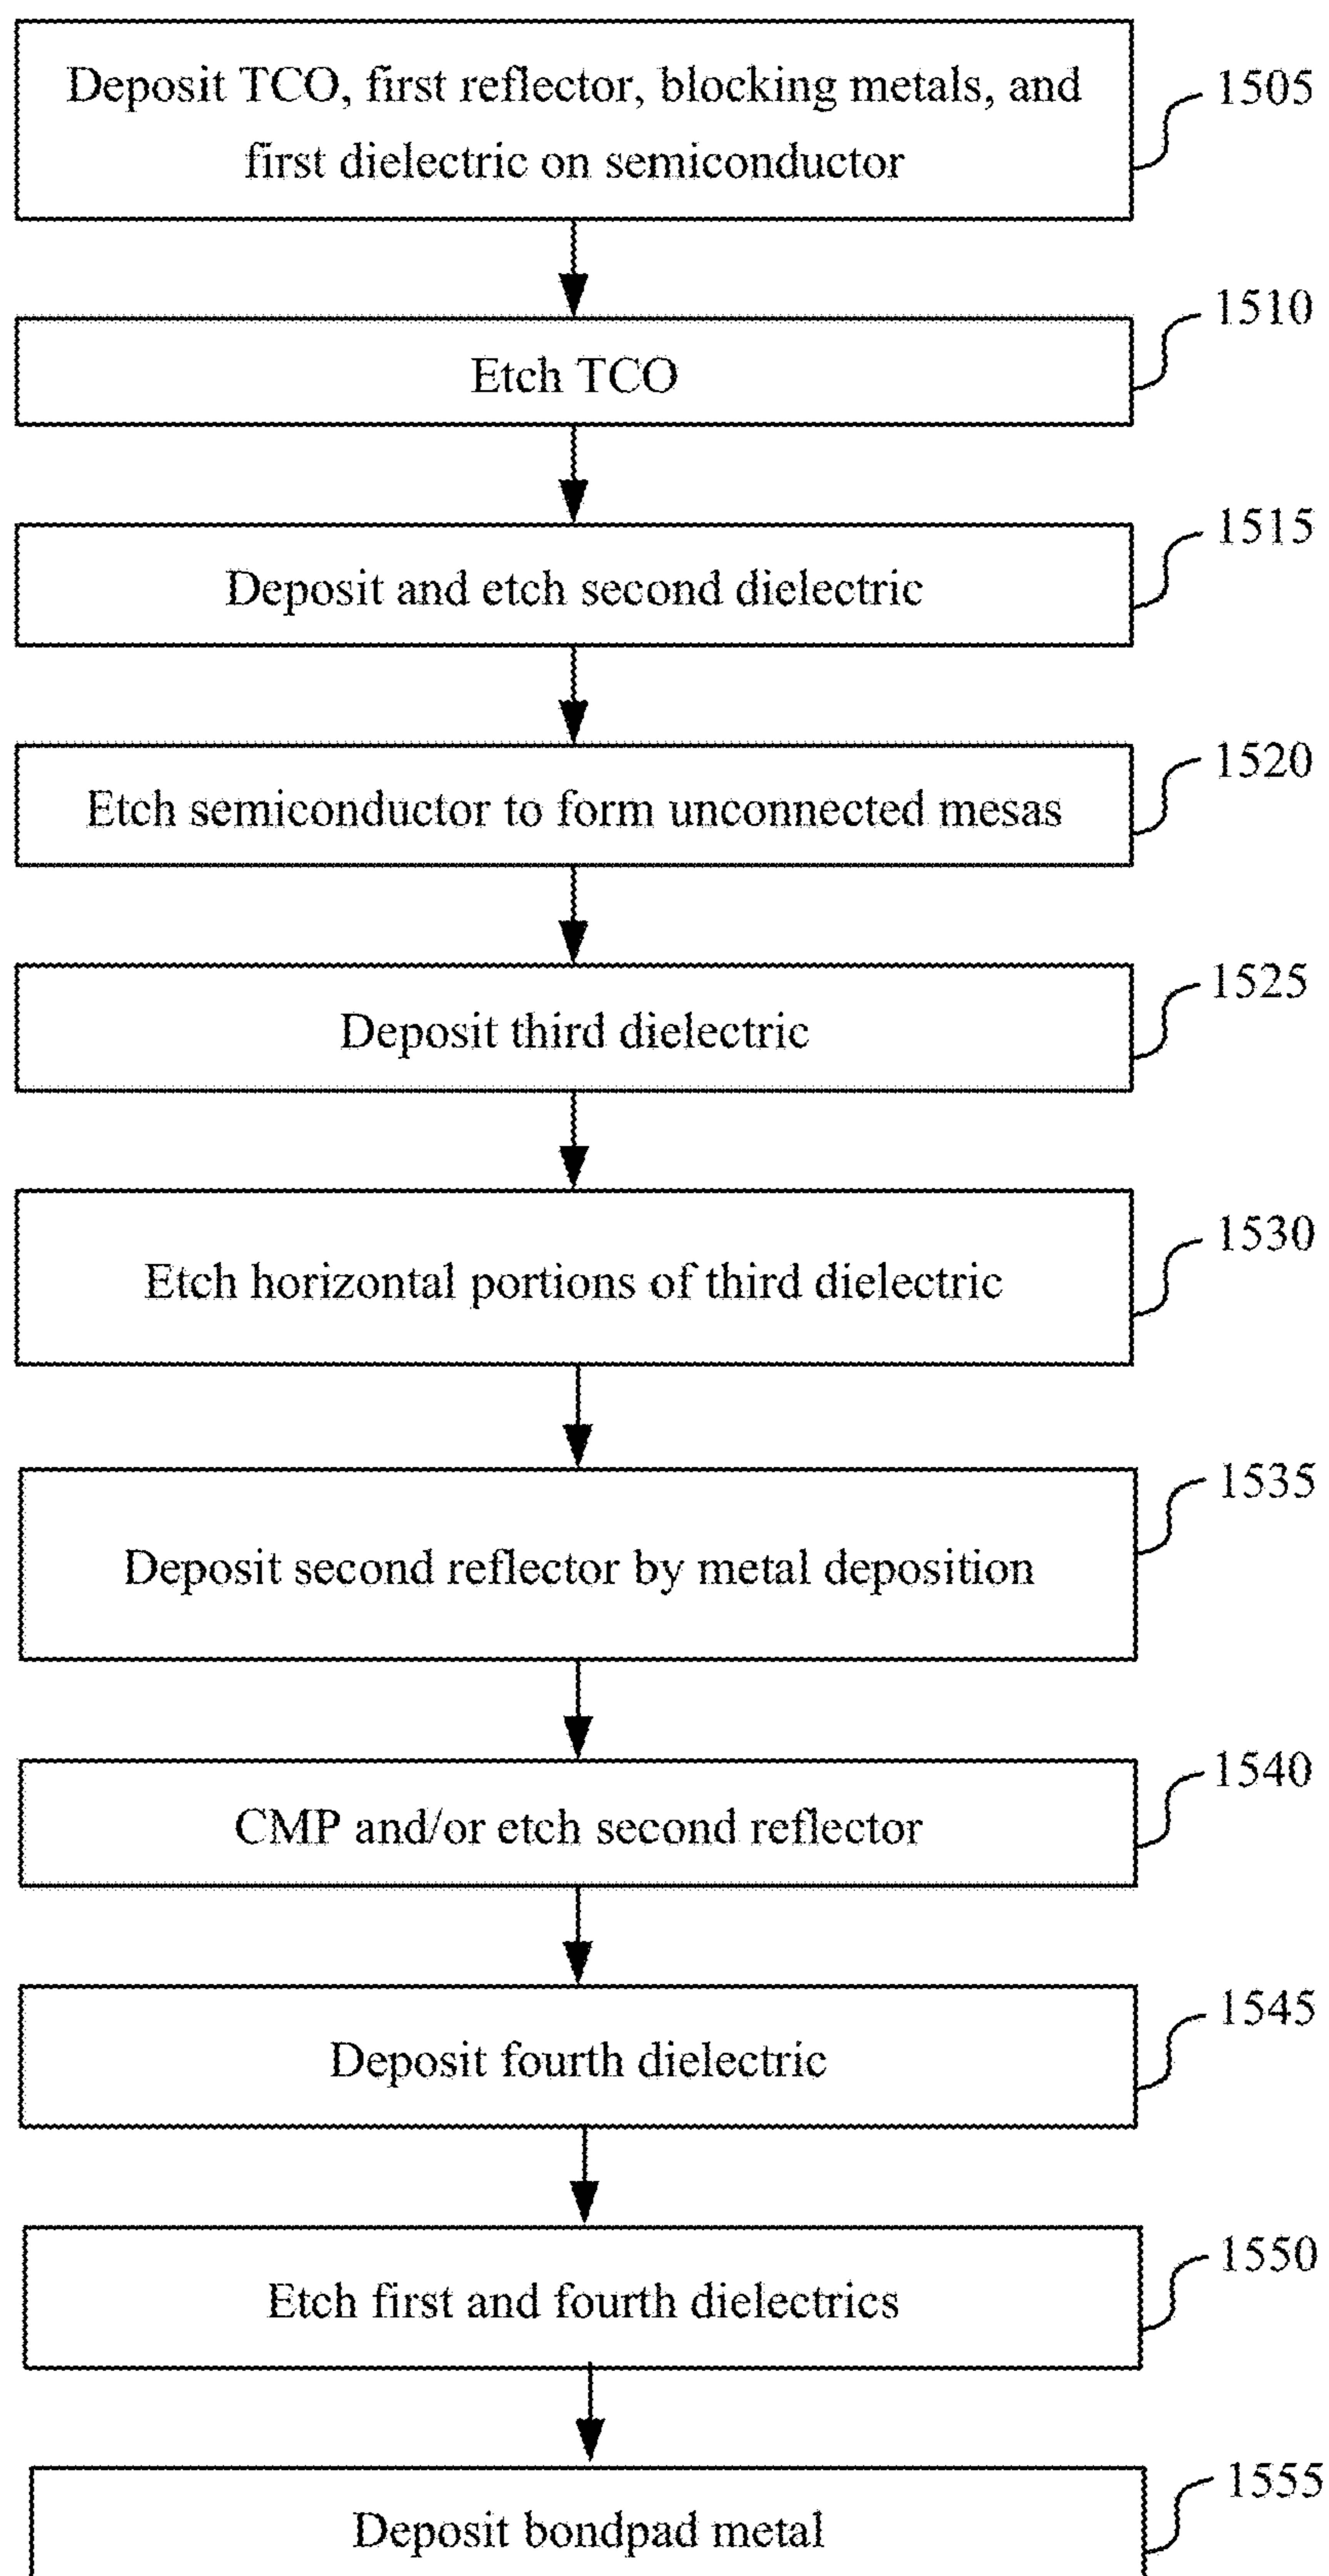 Deposit TCO, first reflector, blocking metals, and
first dielectric on semiconductor
1505
Etch TCO
1510
Deposit and etch second dielectric
1515
Etch semiconductor to form unconnected mesas
1520
Deposit third dielectric
1525
Etch horizontal portions of third dielectric
1530
Deposit second reflector by metal deposition
1535
CMP and/or etch second reflector
1540
Deposit fourth dielectric
1545
Etch first and fourth dielectrics
1550
Deposit bondpad metal
1555